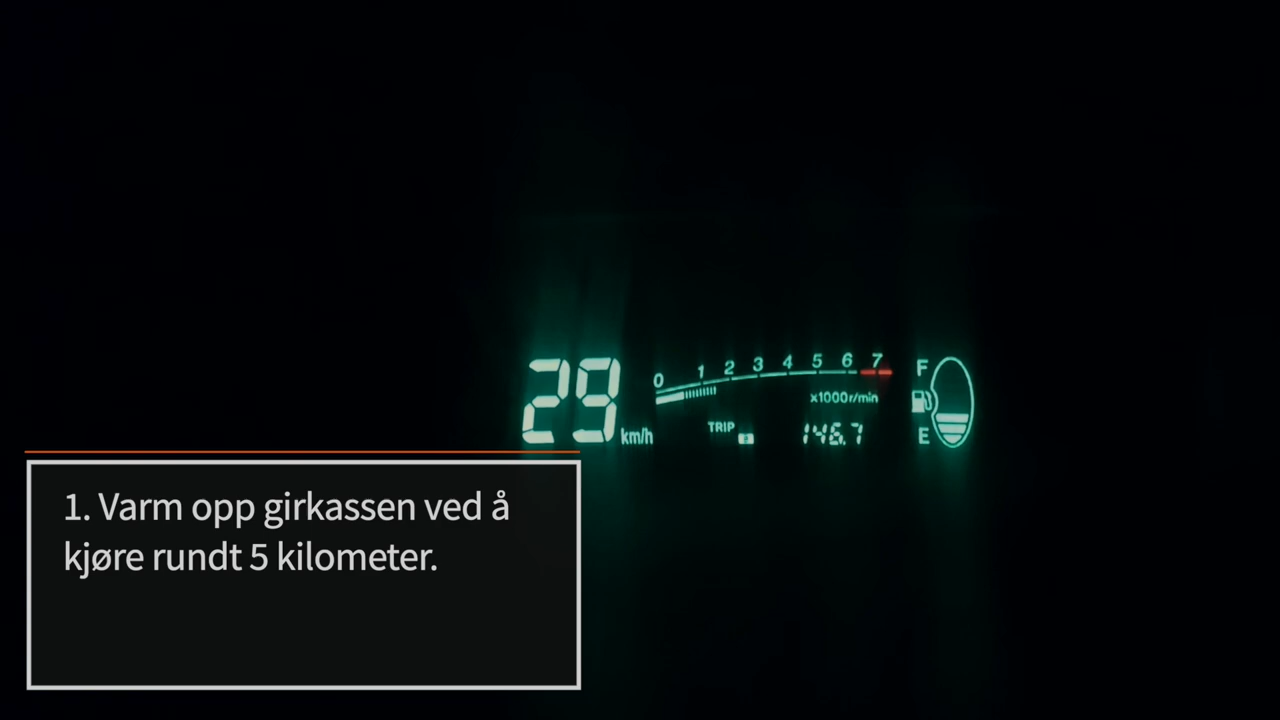 29 km/h
0 1 2 3 4 5 6 7
x1000r/min
TRIP 146.7
F
E
1. Varm opp girkassen ved å
kjøre rundt 5 kilometer.